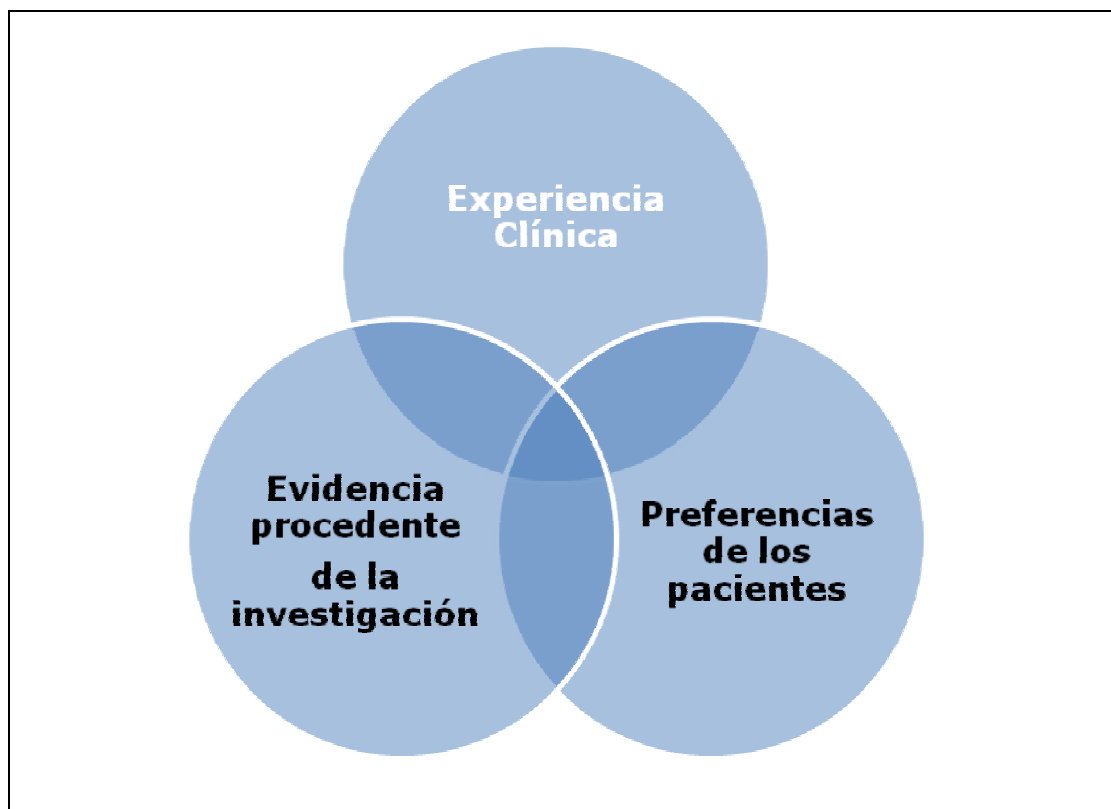 Experiencia
Clínica
Evidencia
procedente
de la
investigación
Preferencias
de los
pacientes